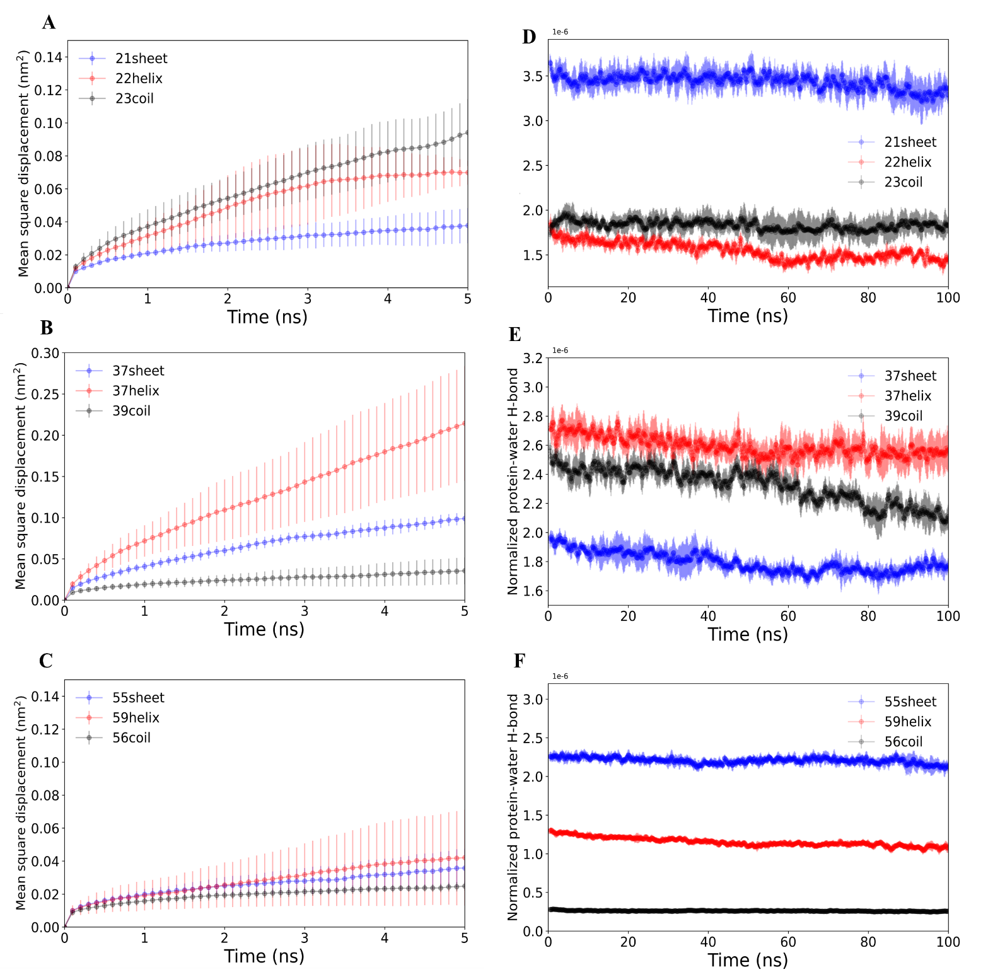 A
Mean square displacement (nm²)
0.14
0.12
0.10
0.08
0.06
0.04
0.02
0.00
21sheet
22helix
23coil
0 1 2 3 4 5
Time (ns)
D
1e-6
3.5
3.0
2.5
2.0
1.5
21sheet
22helix
23coil
0 20 40 60 80 100
Time (ns)
B
Mean square displacement (nm²)
0.30
0.25
0.20
0.15
0.10
0.05
0.00
37sheet
37helix
39coil
0 1 2 3 4 5
Time (ns)
E
1e-6
Normalized protein-water H-bond
3.2
3.0
2.8
2.6
2.4
2.2
2.0
1.8
1.6
37sheet
37helix
39coil
0 20 40 60 80 100
Time (ns)
C
Mean square displacement (nm²)
0.14
0.12
0.10
0.08
0.06
0.04
0.02
0.00
55sheet
59helix
56coil
0 1 2 3 4 5
Time (ns)
F
1e-6
Normalized protein-water H-bond
3.0
2.5
2.0
1.5
1.0
0.5
0.0
55sheet
59helix
56coil
0 20 40 60 80 100
Time (ns)